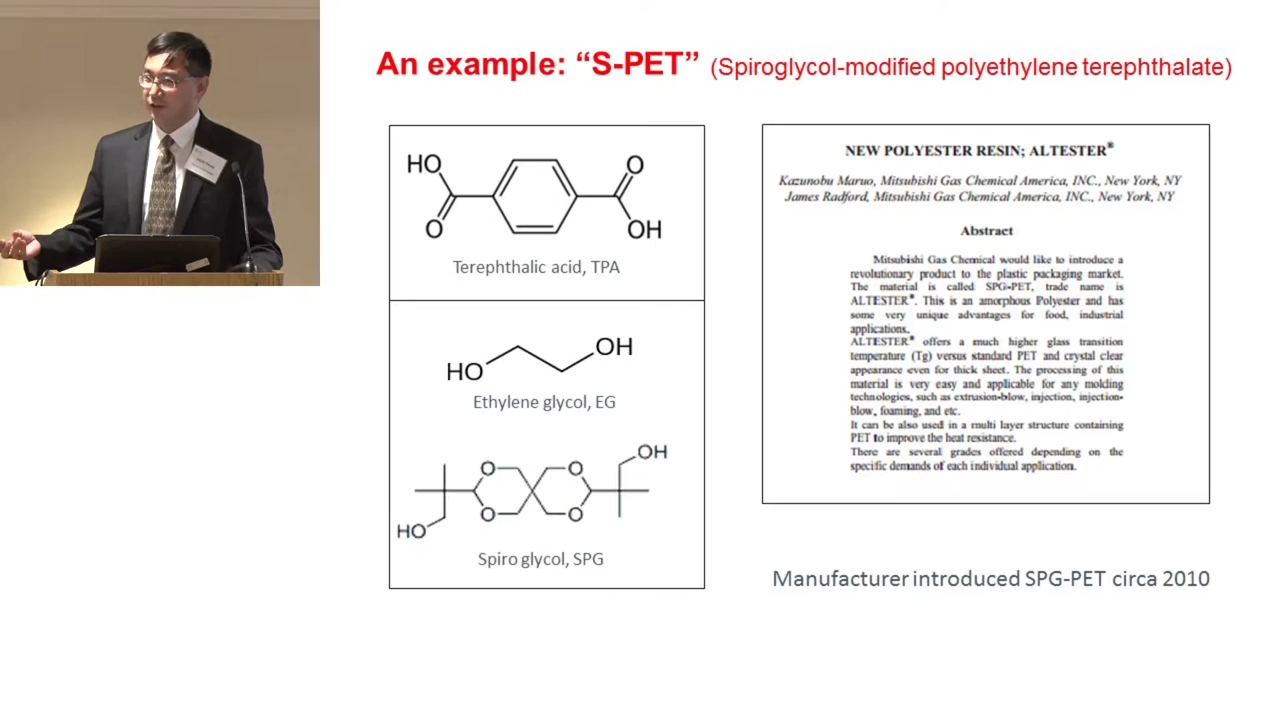 An example: “S-PET” (Spiroglycol-modified polyethylene terephthalate)
HO
O
O
OH
Terephthalic acid, TPA
OH
HO
Ethylene glycol, EG
OH
O
O
O
O
HO
Spiro glycol, SPG
NEW POLYESTER RESIN; ALTESTER®
Kazunobu Maruo, Mitsubishi Gas Chemical America, INC., New York, NY
James Radford, Mitsubishi Gas Chemical America, INC., New York, NY
Abstract
Mitsubishi Gas Chemical would like to introduce a
revolutionary product to the plastic packaging market.
The material is called SPG-PET, trade name is
ALTESTER®. This is an amorphous Polyester and has
some very unique advantages for food, industrial
applications.
ALTESTER® offers a much higher glass transition
temperature (Tg) versus standard PET and crystal clear
appearance even for thick sheet. The processing of this
material is very easy and applicable for any molding
technologies, such as extrusion-blow, injection, injection-
blow, foaming, and etc.
It can be also used in a multi layer structure containing
PET to improve the heat resistance.
There are several grades offered depending on the
specific demands of each individual application.
Manufacturer introduced SPG-PET circa 2010